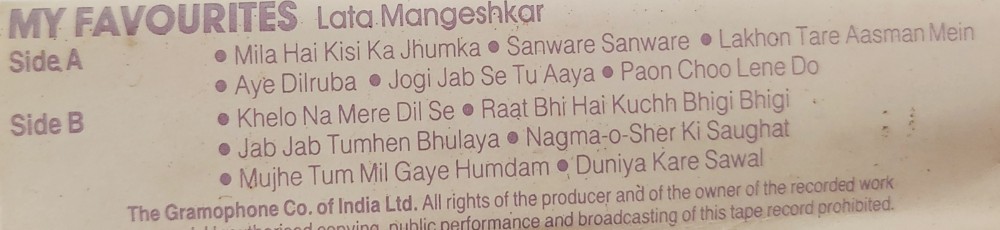 MY FAVOURITES Lata Mangeshkar
Side A • Mila Hai Kisi Ka Jhumka • Sanware Sanware • Lakhon Tare Aasman Mein
• Aye Dilruba • Jogi Jab Se Tu Aaya • Paon Choo Lene Do
Side B • Khelo Na Mere Dil Se • Raat Bhi Hai Kuchh Bhigi Bhigi
• Jab Jab Tumhen Bhulaya • Nagma-o-Sher Ki Saughat
• Mujhe Tum Mil Gaye Humdam • Duniya Kare Sawal
The Gramophone Co. of India Ltd. All rights of the producer and of the owner of the recorded work
copying, public performance and broadcasting of this tape record prohibited.